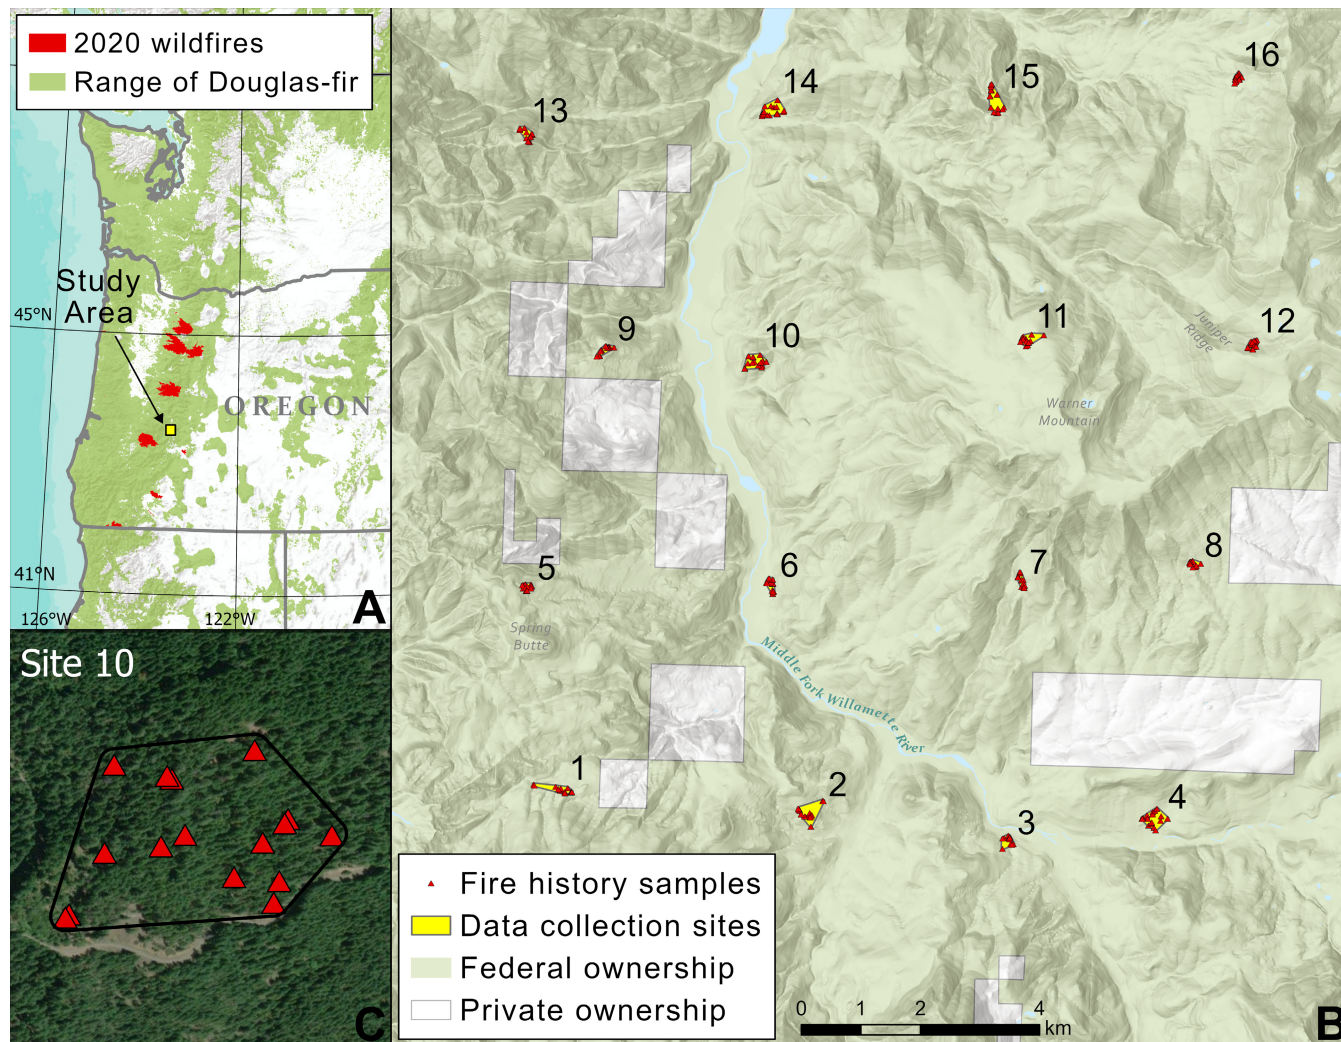 2020 wildfires
Range of Douglas-fir
Study
Area
45°N
OREGON
41°N
126°W
122°W
A
Site 10
C
13
14
15
16
9
10
11
12
Juniper
Ridge
Warner
Mountain
5
6
7
8
Spring
Butte
Middle Fork Willamette River
1
2
3
4
Fire history samples
Data collection sites
Federal ownership
Private ownership
0 1 2 4
km
B